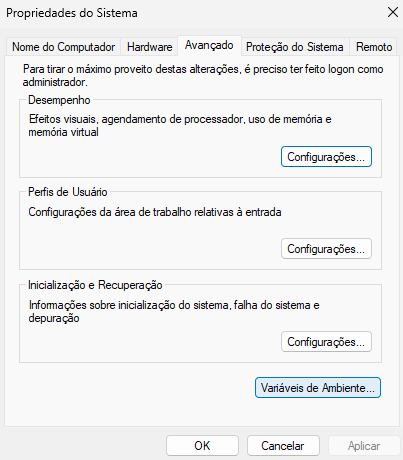 Propriedades do Sistema
Nome do Computador Hardware Avançado Proteção do Sistema Remoto
Para tirar o máximo proveito destas alterações, é preciso ter feito logon como
administrador.
Desempenho
Efeitos visuais, agendamento de processador, uso de memória e
memória virtual
Configurações...
Perfis de Usuário
Configurações da área de trabalho relativas à entrada
Configurações...
Inicialização e Recuperação
Informações sobre inicialização do sistema, falha do sistema e
depuração
Configurações...
Variáveis de Ambiente...
OK Cancelar Aplicar